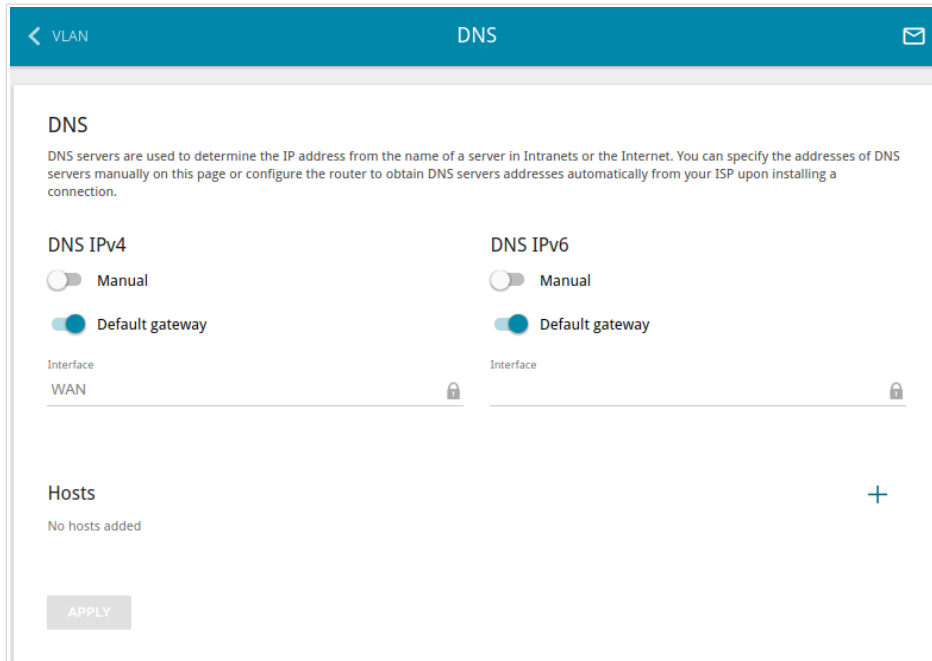 VLAN
DNS
DNS
DNS servers are used to determine the IP address from the name of a server in Intranets or the Internet. You can specify the addresses of DNS
servers manually on this page or configure the router to obtain DNS servers addresses automatically from your ISP upon installing a
connection.
DNS IPv4
Manual
Default gateway
Interface
WAN
DNS IPv6
Manual
Default gateway
Interface
Hosts
No hosts added
APPLY